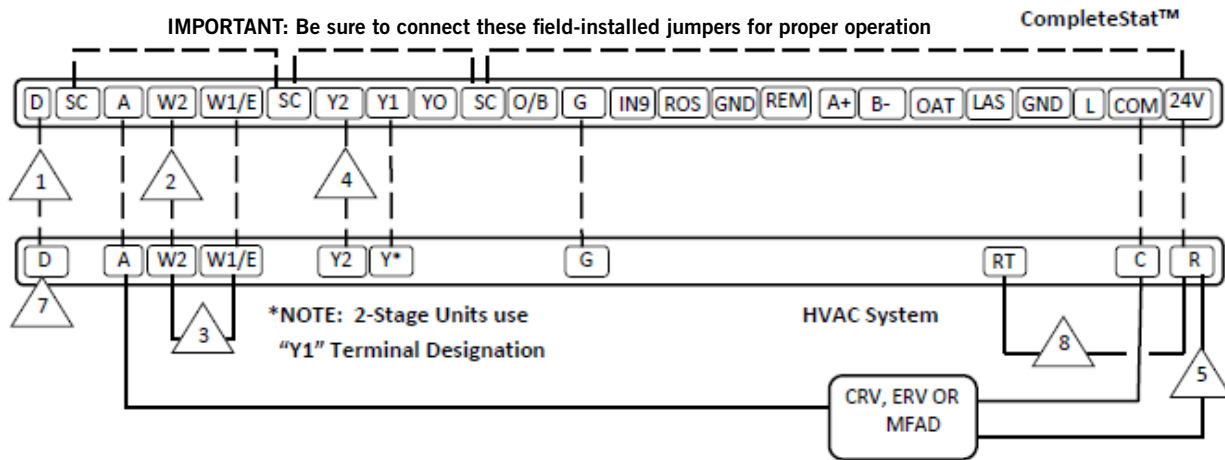 IMPORTANT: Be sure to connect these field-installed jumpers for proper operation
CompleteStat™
D SC A W2 W1/E SC Y2 Y1 YO SC O/B G IN9 ROS GND REM A+ B- OAT LAS GND L COM 24V
1 2 4
D A W2 W1/E Y2 Y* G RT C R
7 3 8 5
*NOTE: 2-Stage Units use
"Y1" Terminal Designation
HVAC System
CRV, ERV OR
MFAD